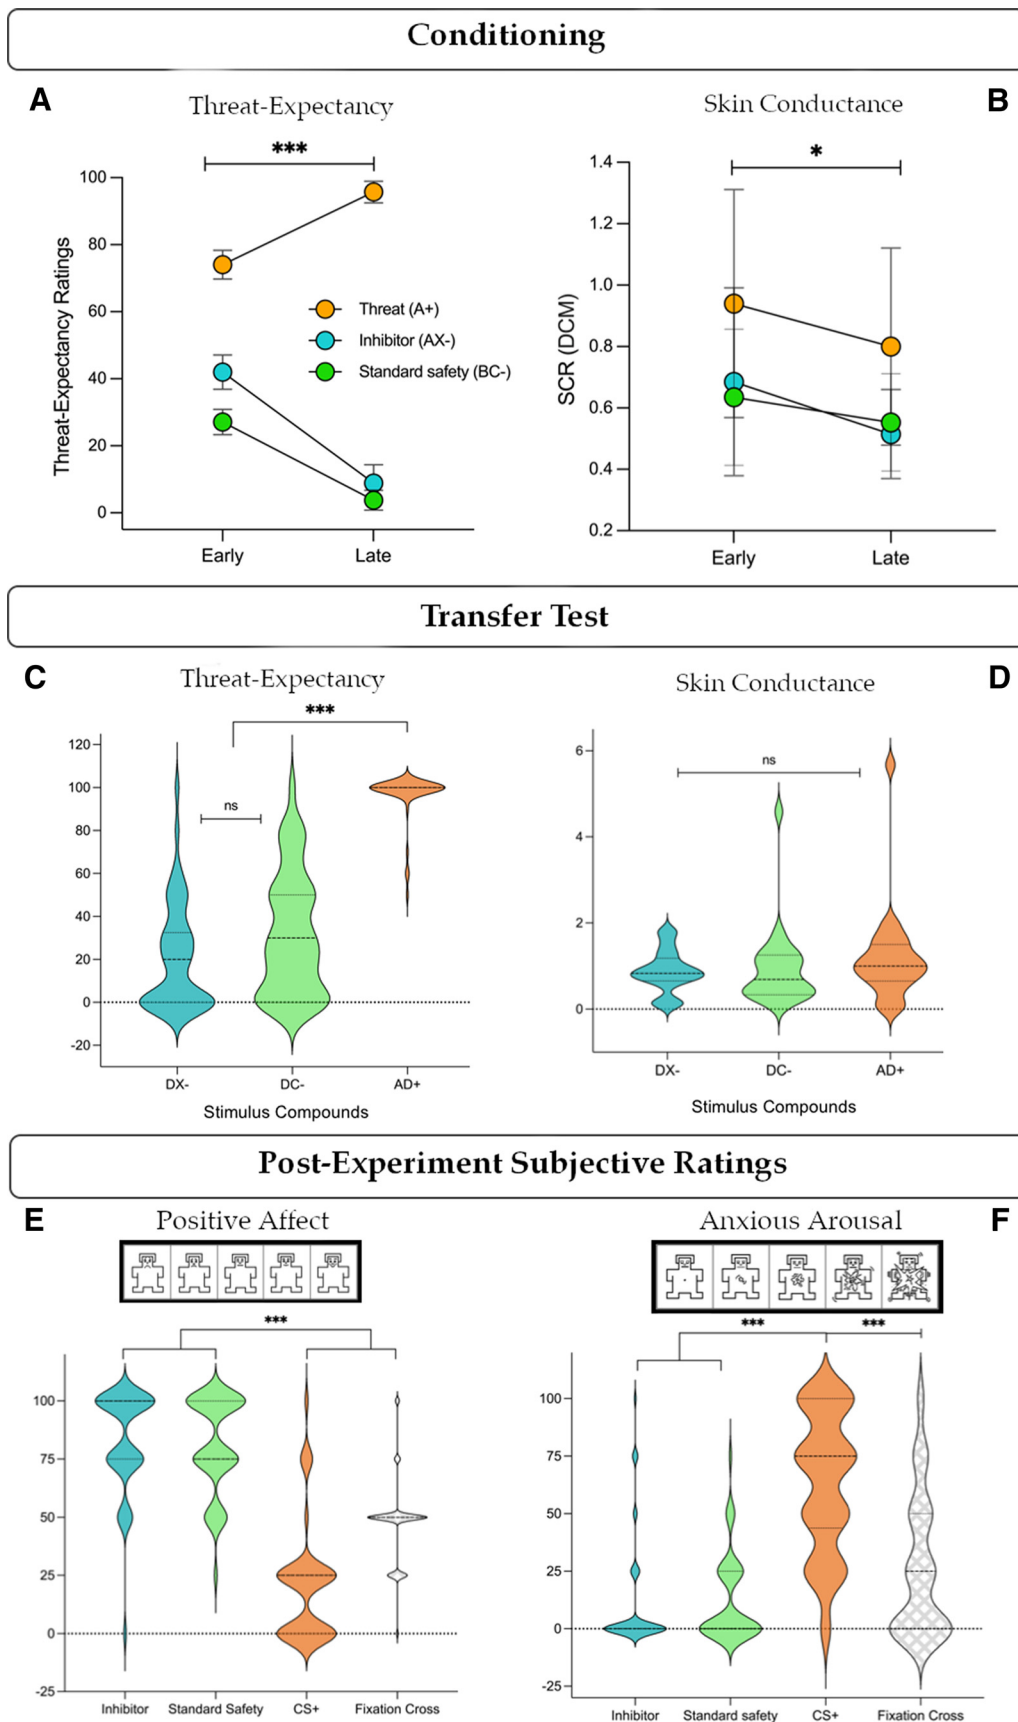 Conditioning
A
Threat-Expectancy
Skin Conductance
B
***
*
Threat-Expectancy Ratings
100
80
60
40
20
0
Threat (A+)
Inhibitor (AX-)
Standard safety (BC-)
Early
Late
SCR (DCM)
1.4
1.2
1.0
0.8
0.6
0.4
0.2
Early
Late
Transfer Test
C
Threat-Expectancy
Skin Conductance
D
***
ns
120
100
80
60
40
20
0
-20
DX-
DC-
AD+
Stimulus Compounds
ns
6
4
2
0
DX-
DC-
AD+
Stimulus Compounds
Post-Experiment Subjective Ratings
E
Positive Affect
Anxious Arousal
F
***
100
75
50
25
0
-25
Inhibitor
Standard Safety
CS+
Fixation Cross
***
***
100
75
50
25
0
-25
Inhibitor
Standard safety
CS+
Fixation Cross